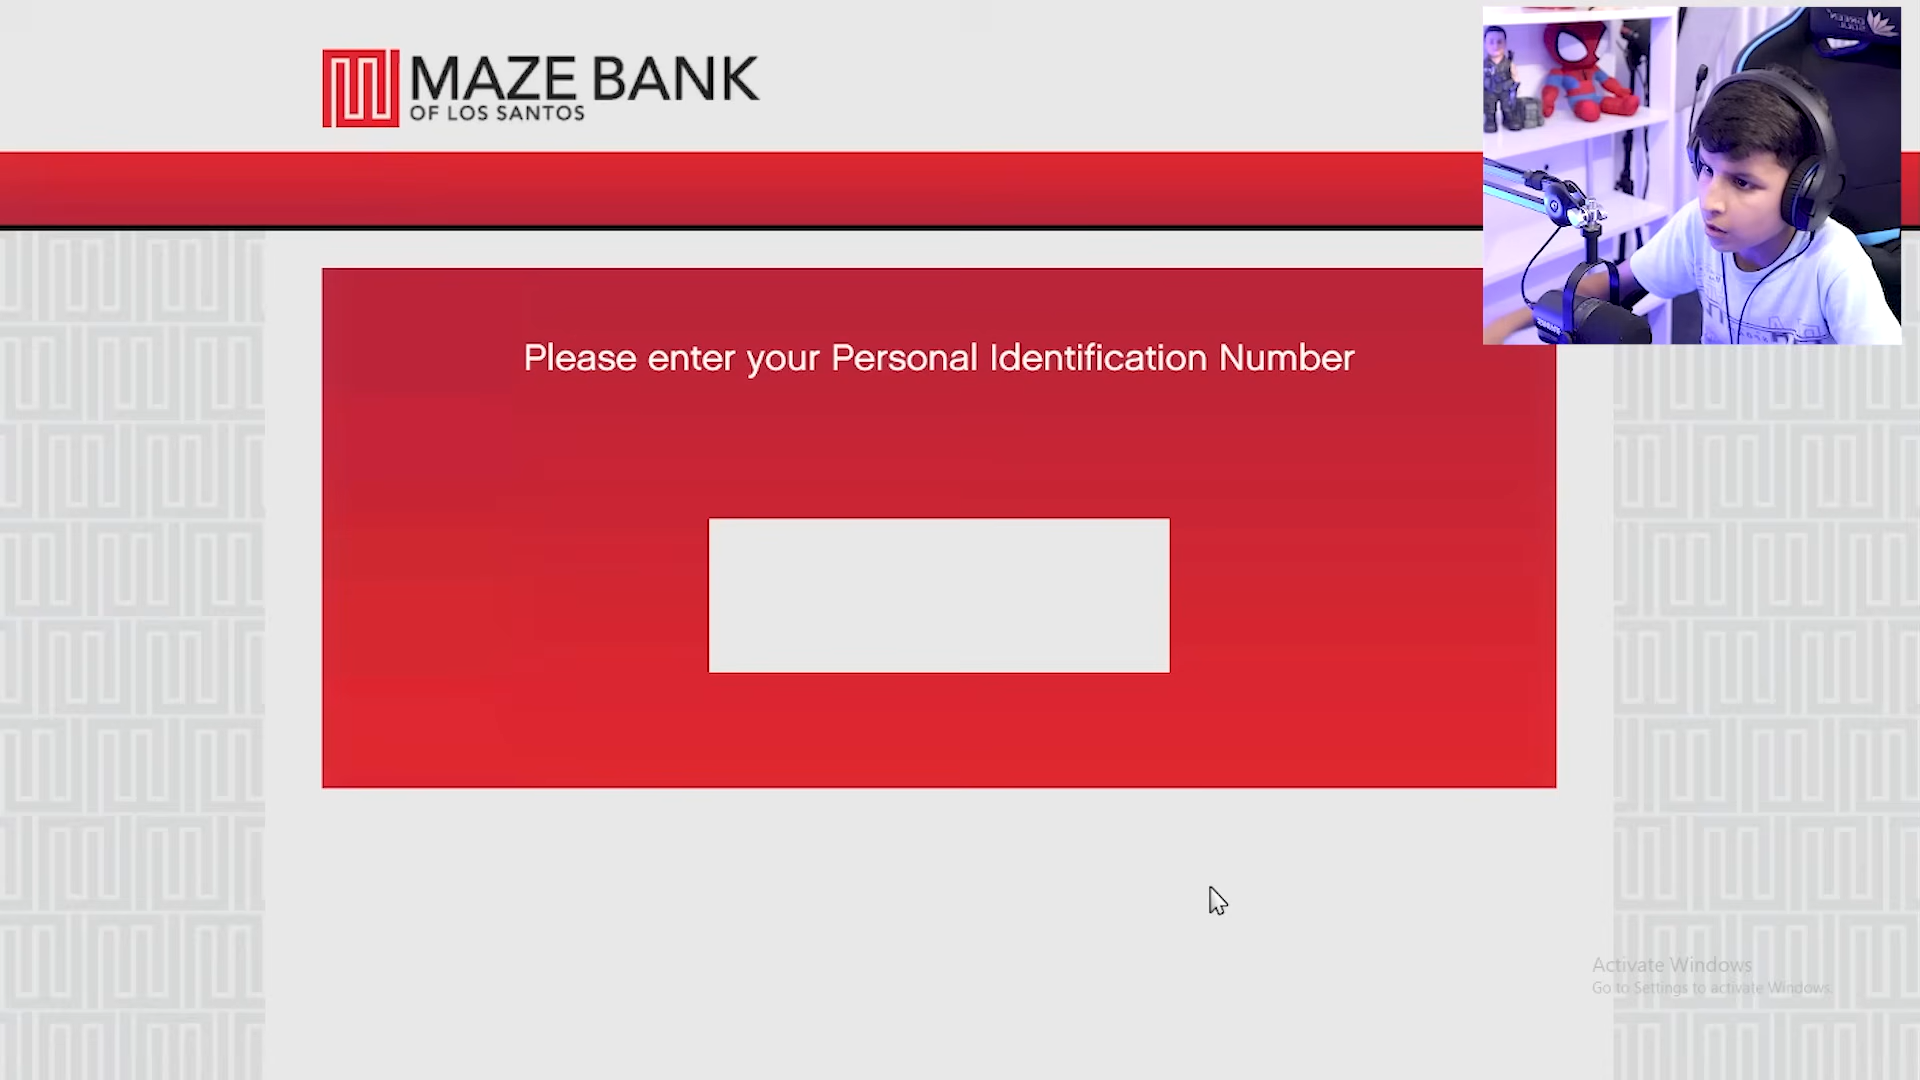 MAZE BANK
OF LOS SANTOS
Please enter your Personal Identification Number
Activate Windows
Go to Settings to activate Windows.